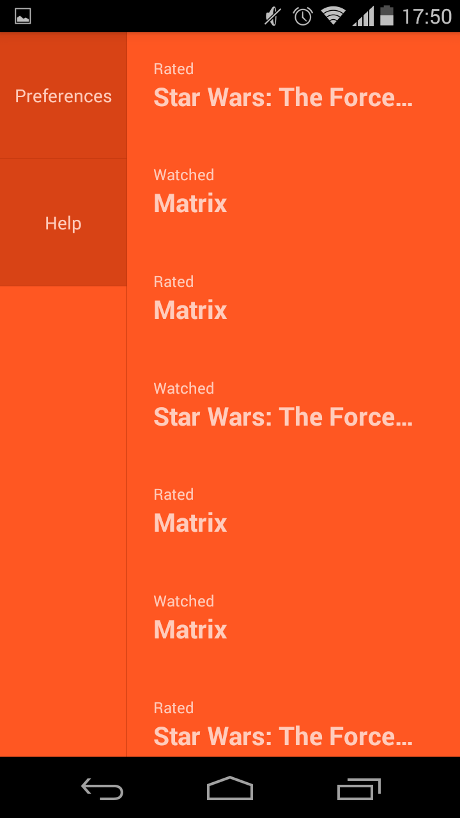 17:50
Preferences
Help
Rated
Star Wars: The Force...
Watched
Matrix
Rated
Matrix
Watched
Star Wars: The Force...
Rated
Matrix
Watched
Matrix
Rated
Star Wars: The Force...